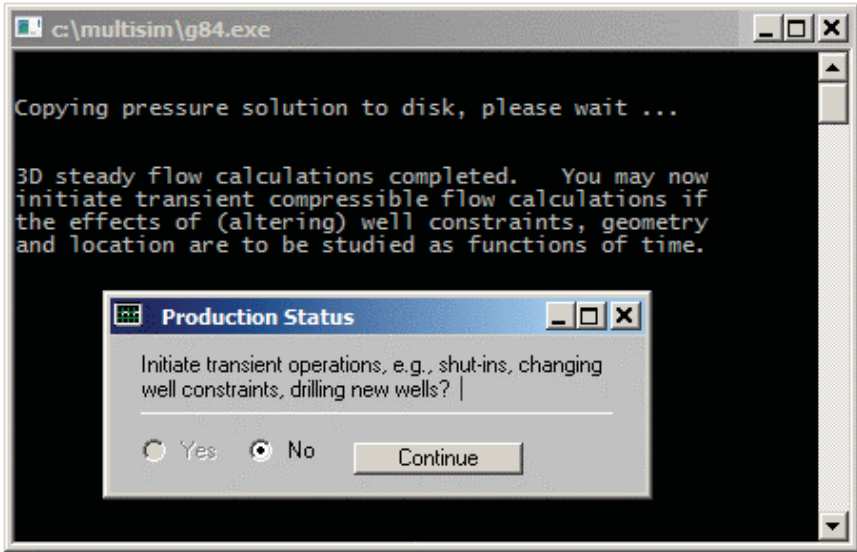 c:\multisim\g84.exe
Copying pressure solution to disk, please wait ...
3D steady flow calculations completed.  You may now
initiate transient compressible flow calculations if
the effects of (altering) well constraints, geometry
and location are to be studied as functions of time.
Production Status
Initiate transient operations, e.g., shut-ins, changing
well constraints, drilling new wells?
Yes No Continue